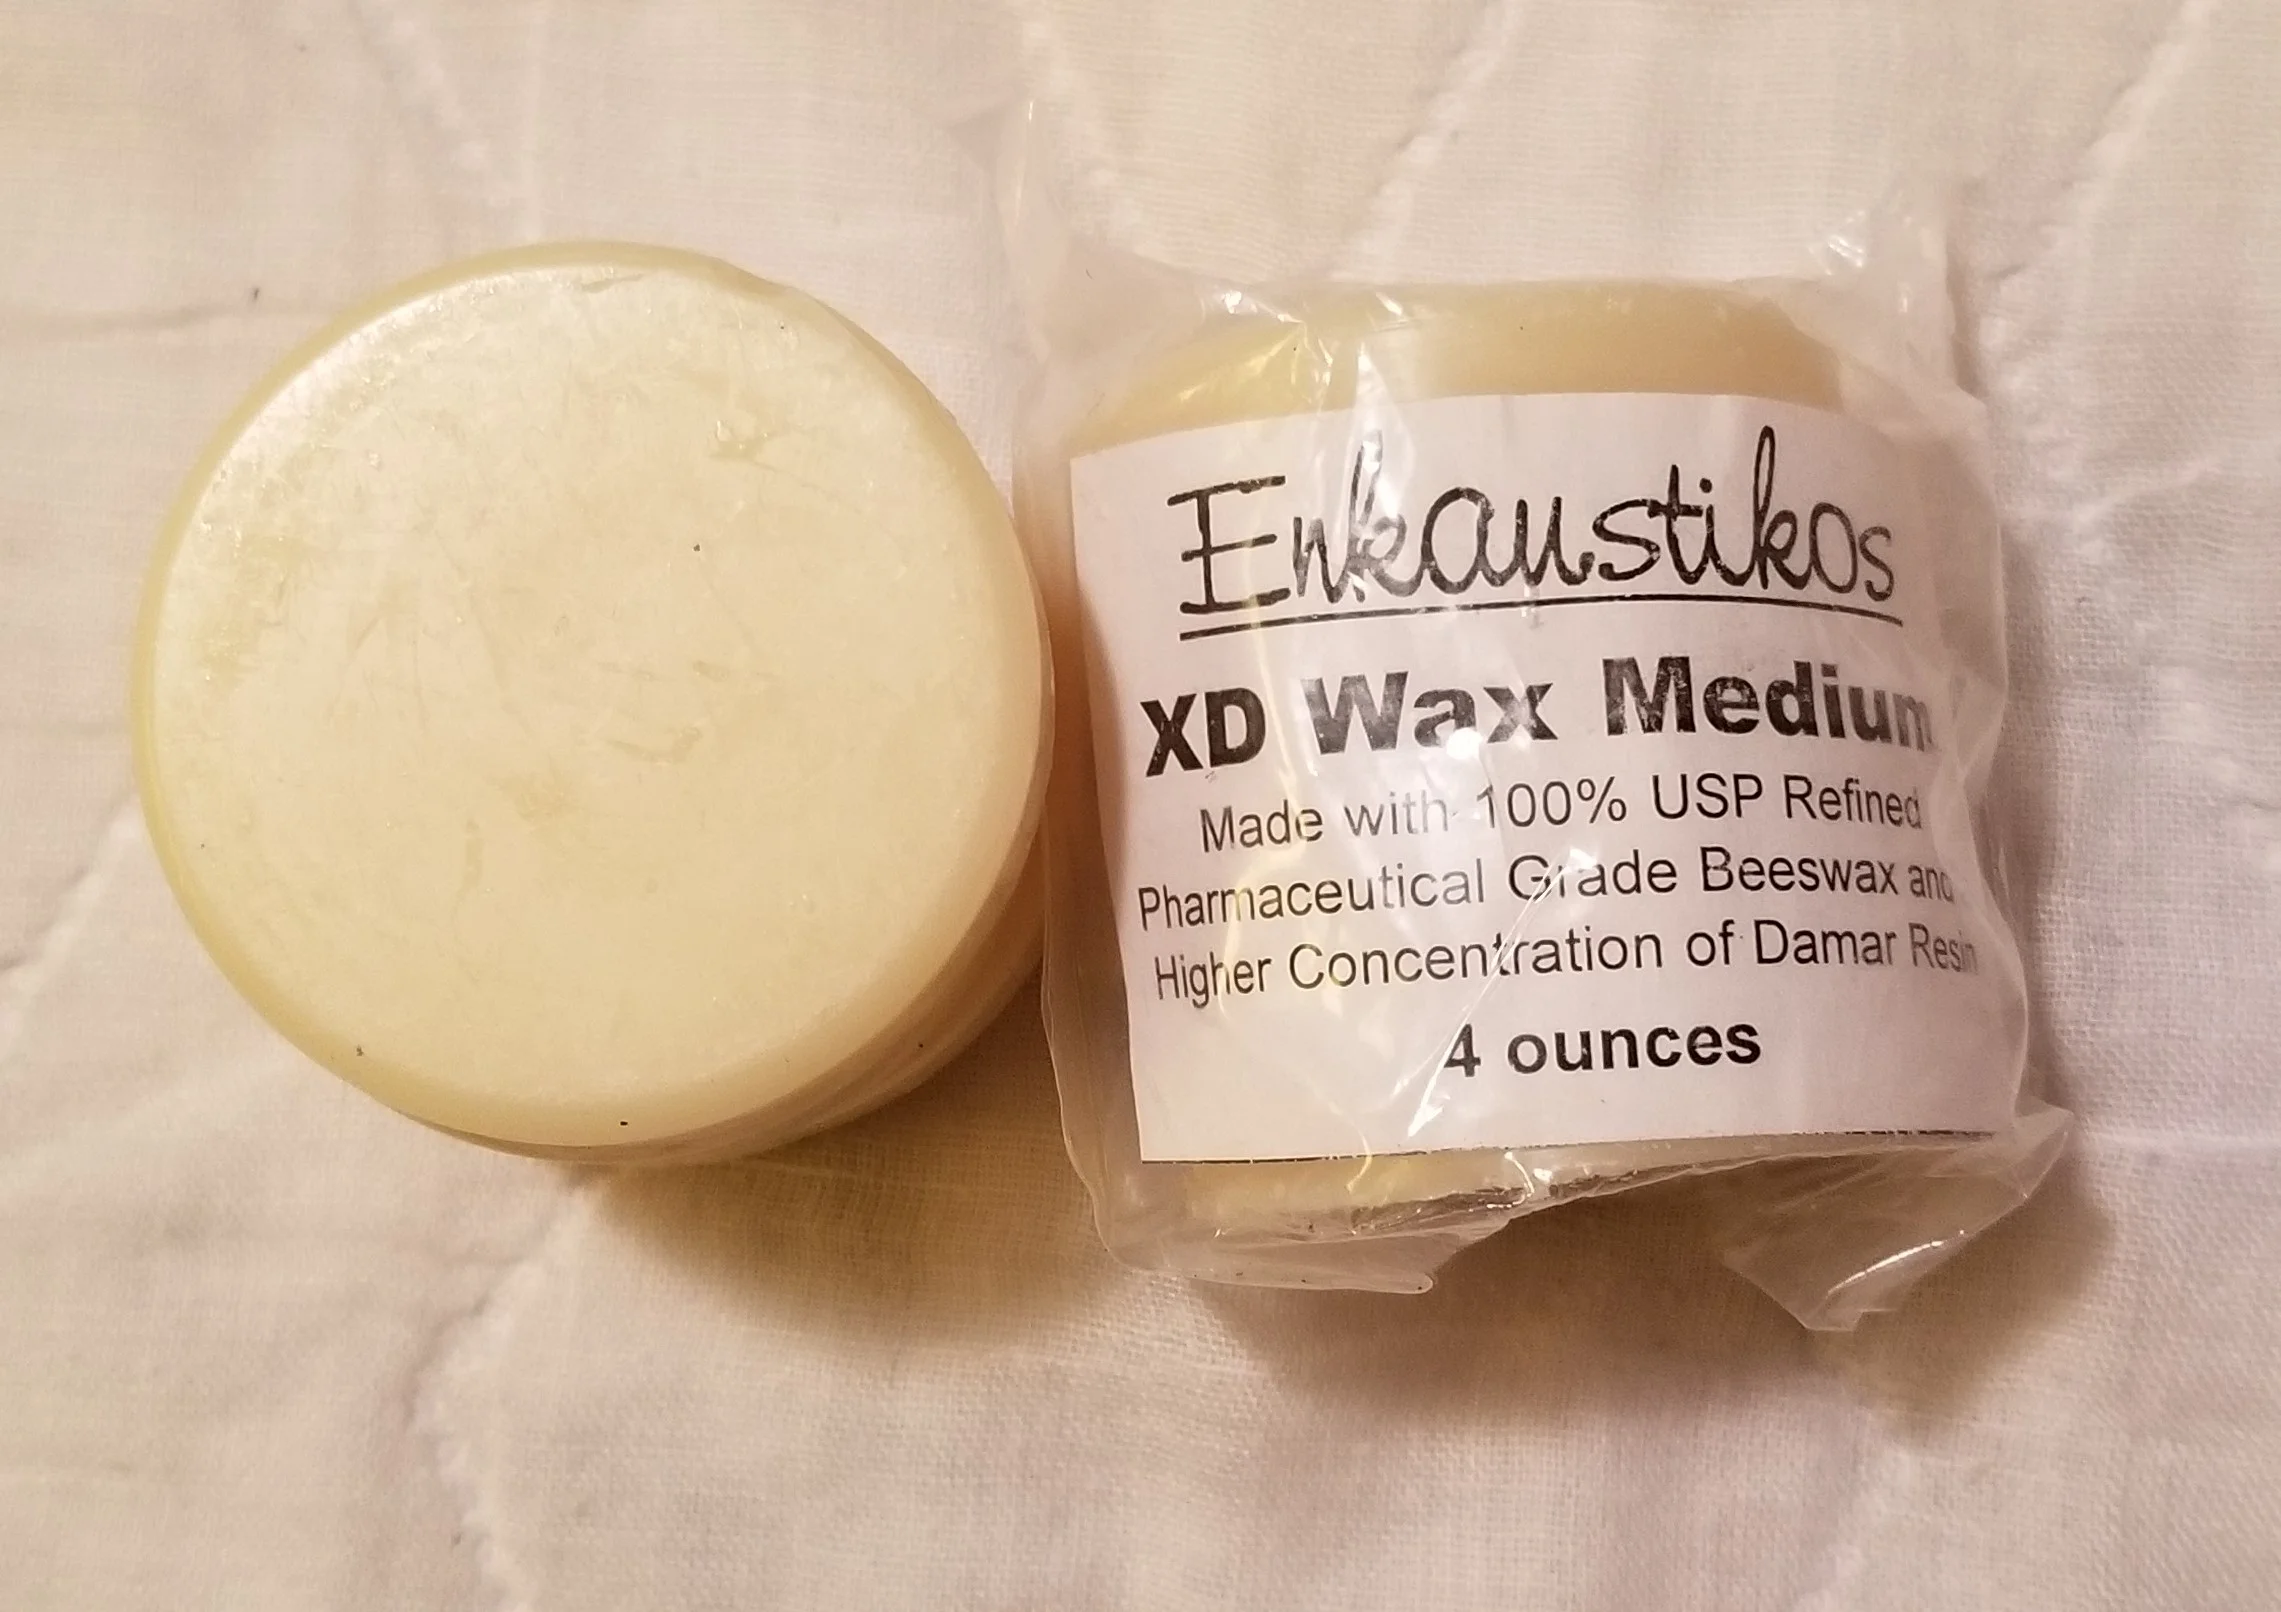 Enkaustikos
XD Wax Medium
Made with 100% USP Refined
Pharmaceutical Grade Beeswax and
Higher Concentration of Damar Resin
4 ounces